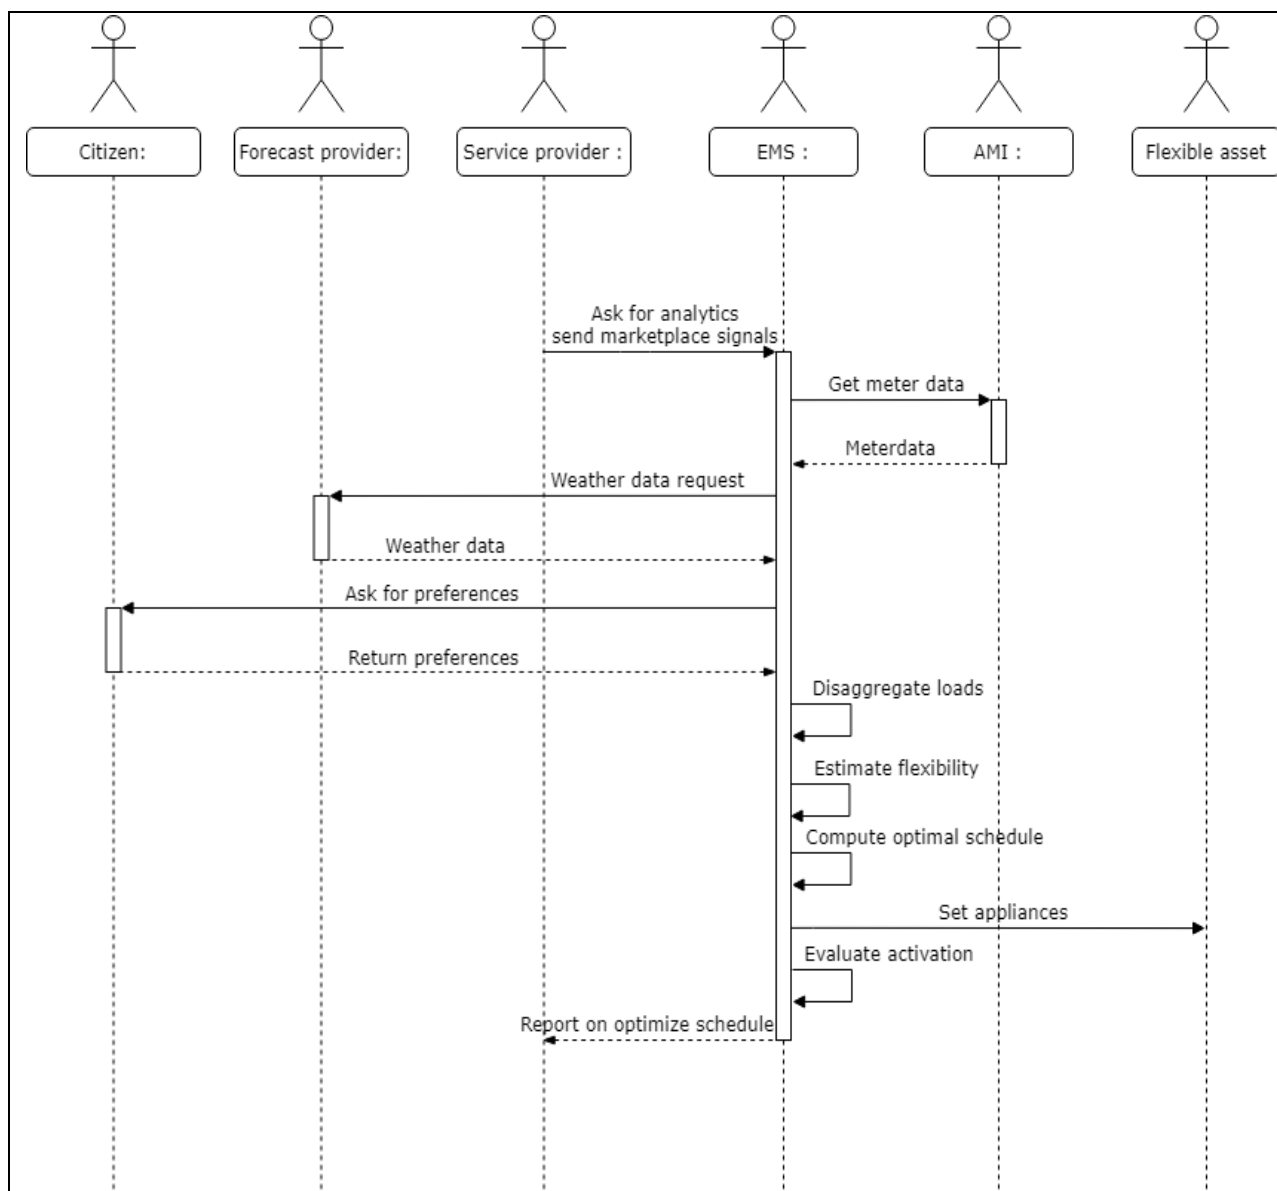 Citizen:
Forecast provider:
Service provider :
EMS :
AMI :
Flexible asset
Ask for analytics
send marketplace signals
Get meter data
Meterdata
Weather data request
Weather data
Ask for preferences
Return preferences
Disaggregate loads
Estimate flexibility
Compute optimal schedule
Set appliances
Evaluate activation
Report on optimize schedule